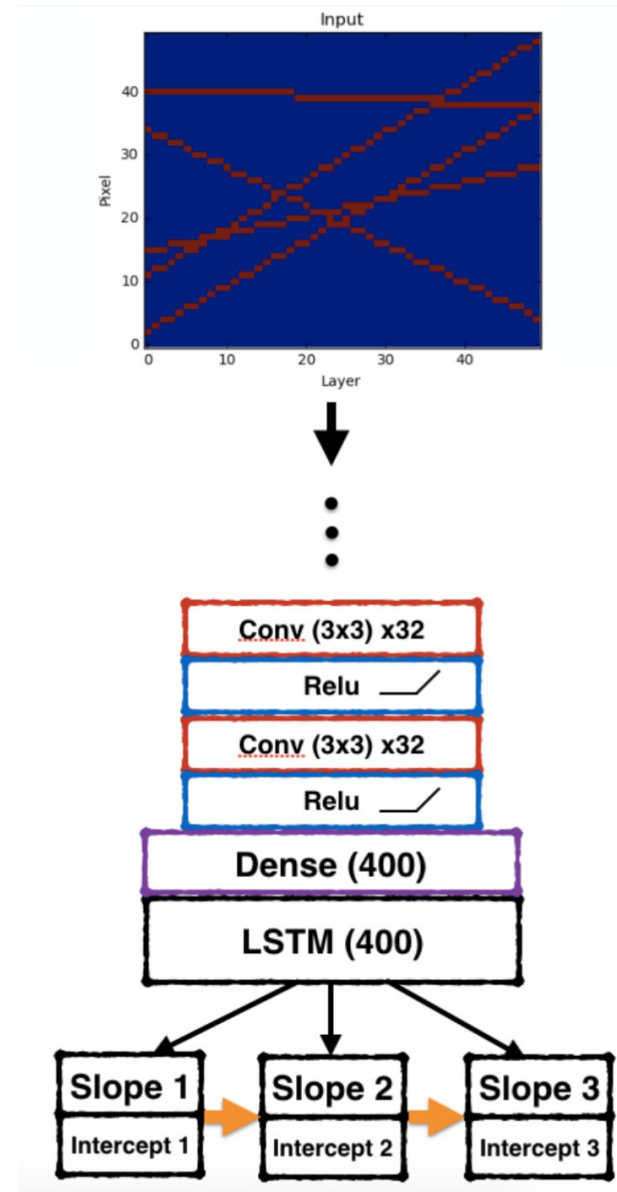 Input
40
30
20
10
0
Pixel
0 10 20 30 40
Layer
Conv (3x3) x32
Relu
Conv (3x3) x32
Relu
Dense (400)
LSTM (400)
Slope 1 Slope 2 Slope 3
Intercept 1 Intercept 2 Intercept 3